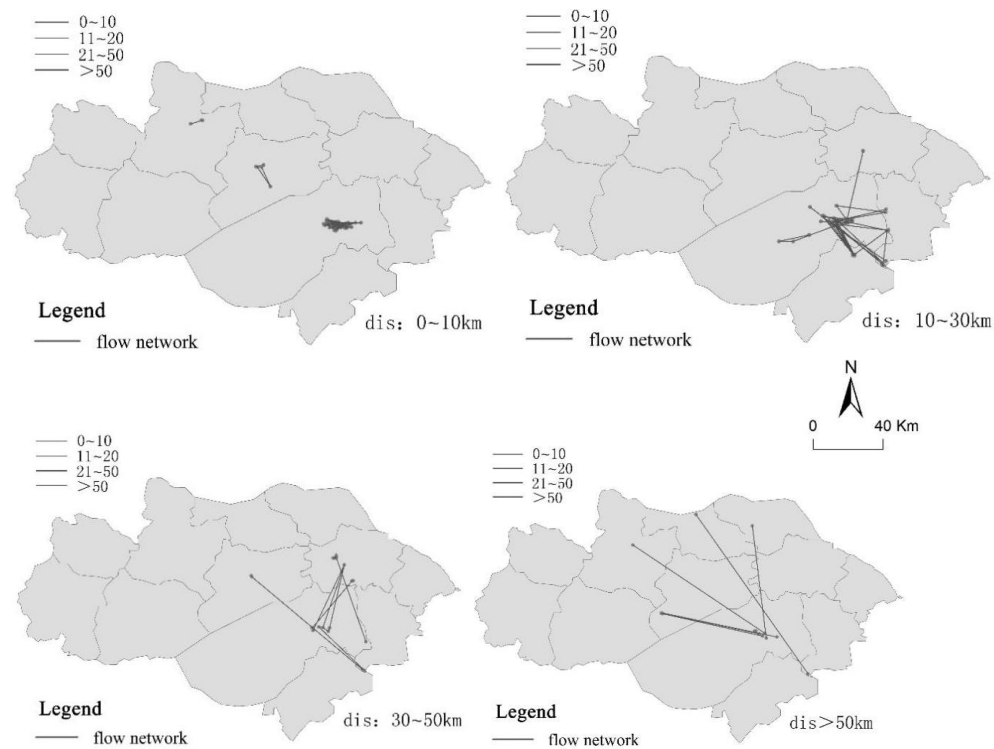 0~10
11~20
21~50
>50
Legend
flow network
dis: 0~10km
0~10
11~20
21~50
>50
Legend
flow network
dis: 10~30km
N
0 40 Km
0~10
11~20
21~50
>50
Legend
flow network
dis: 30~50km
0~10
11~20
21~50
>50
Legend
flow network
dis>50km